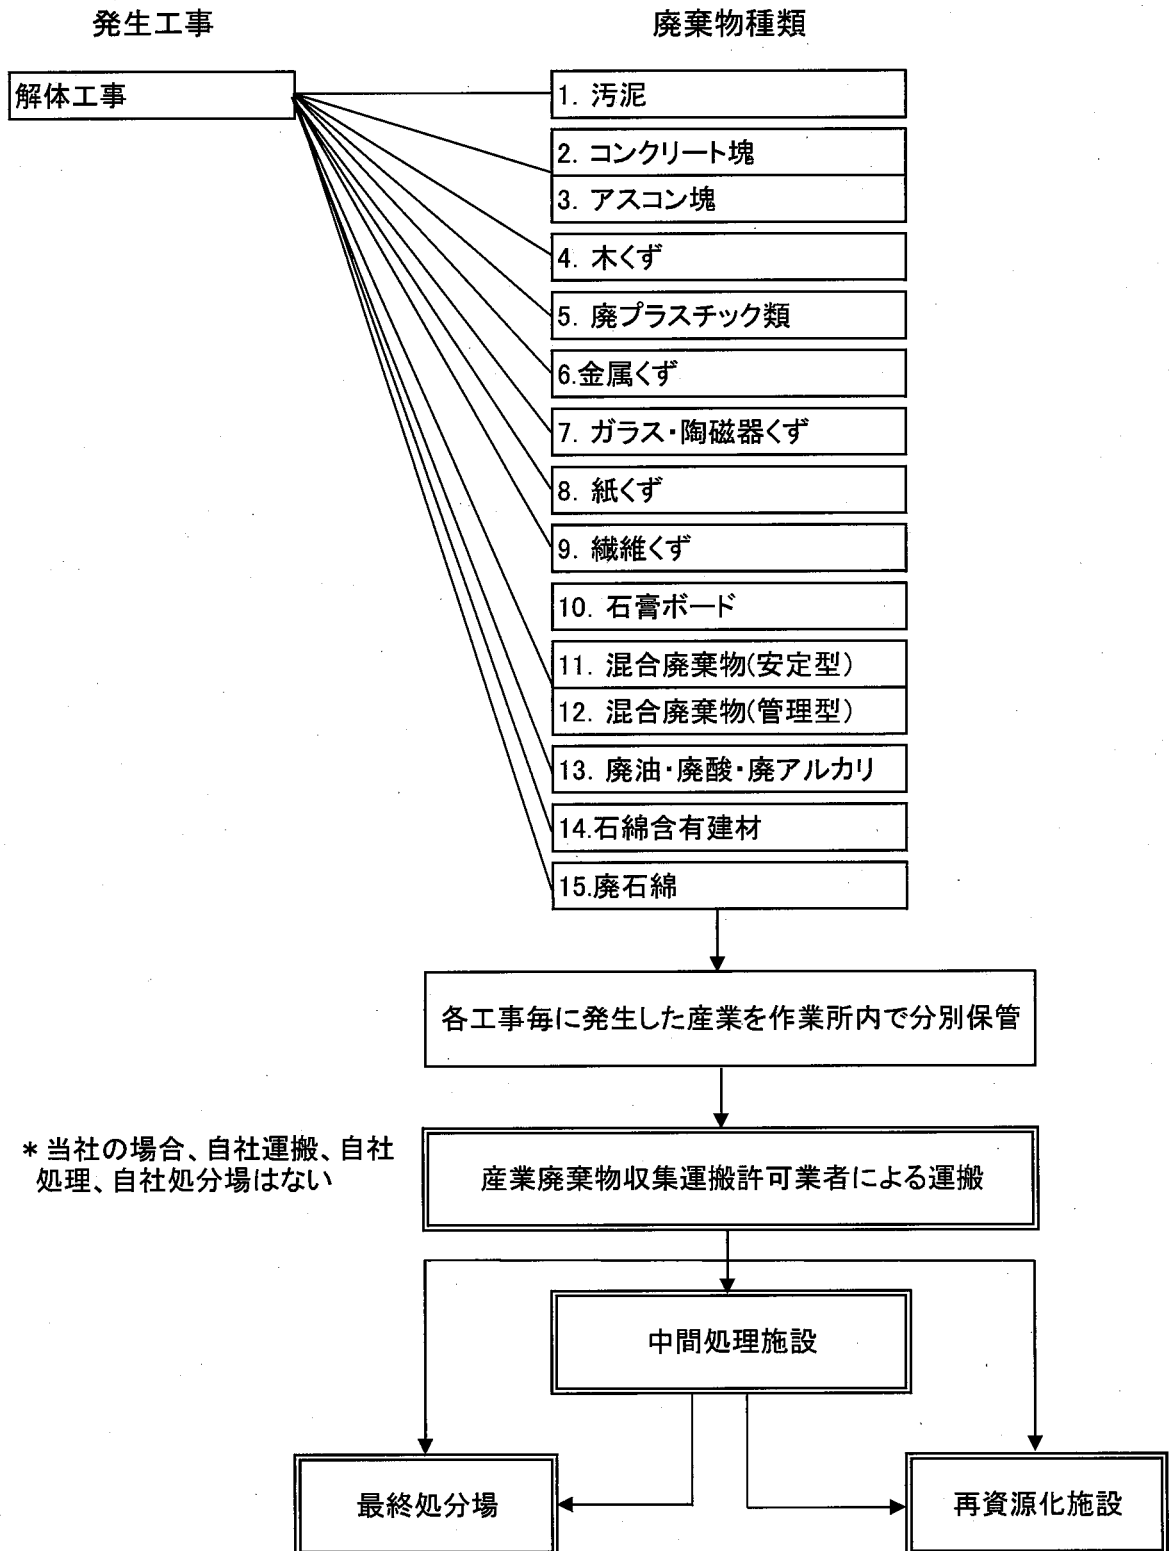 発生工事
廃棄物種類
解体工事
1. 汚泥
2. コンクリート塊
3. アスコン塊
4. 木くず
5. 廃プラスチック類
6.金属くず
7. ガラス・陶磁器くず
8. 紙くず
9. 繊維くず
10. 石膏ボード
11. 混合廃棄物(安定型)
12. 混合廃棄物(管理型)
13. 廃油・廃酸・廃アルカリ
14.石綿含有建材
15.廃石綿
各工事毎に発生した産業を作業所内で分別保管
* 当社の場合、自社運搬、自社
処理、自社処分場はない
産業廃棄物収集運搬許可業者による運搬
中間処理施設
最終処分場
再資源化施設